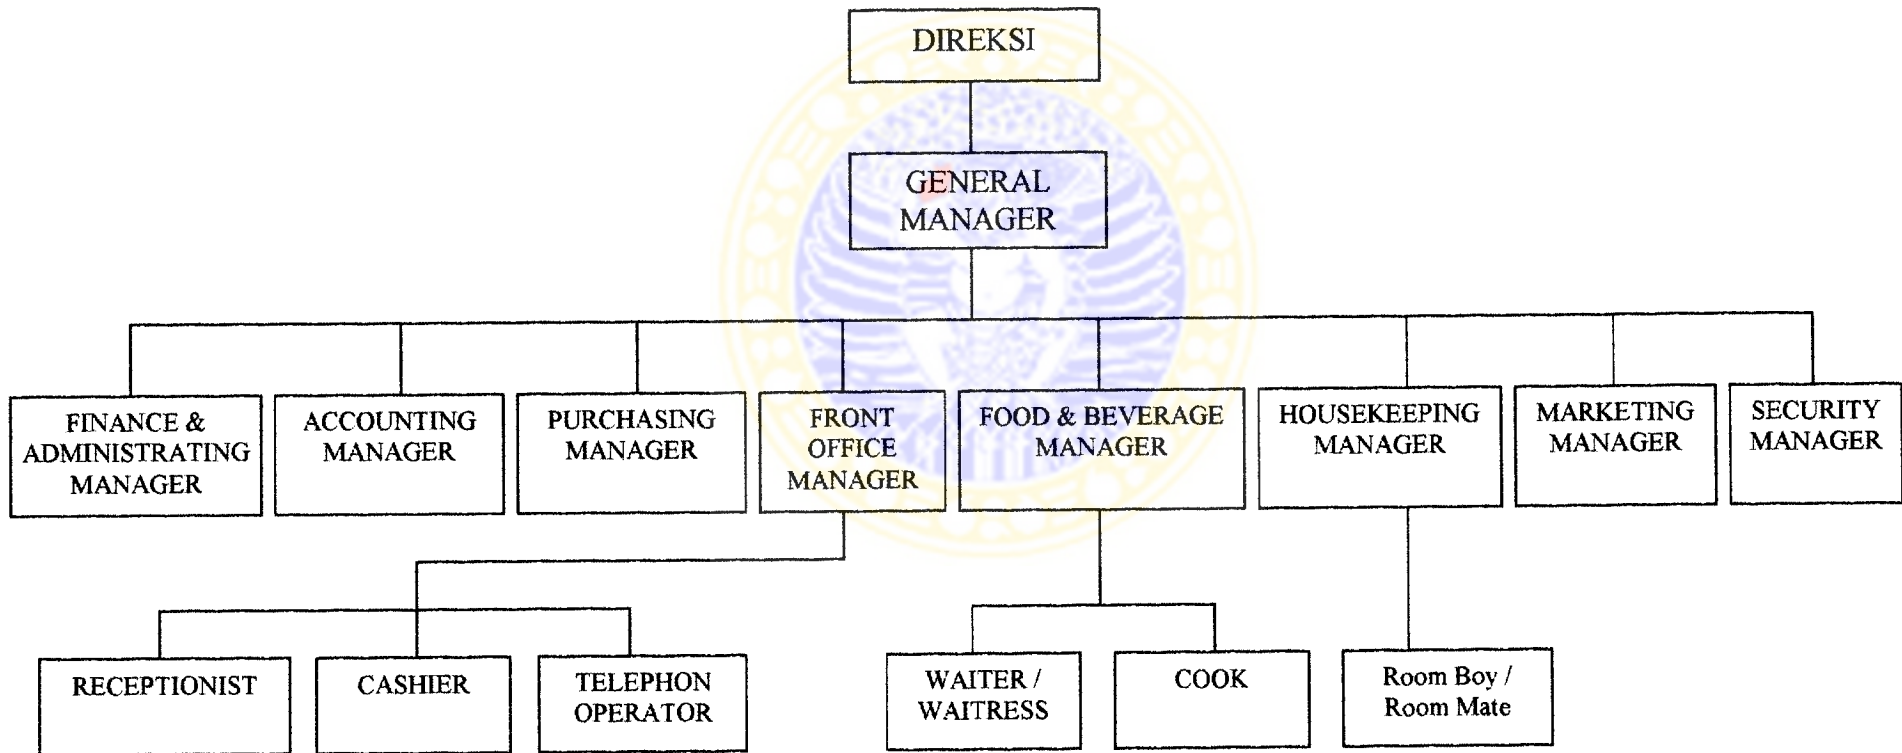 DIREKSI
GENERAL
MANAGER
FINANCE &
ADMINISTRATING
MANAGER
ACCOUNTING
MANAGER
PURCHASING
MANAGER
FRONT
OFFICE
MANAGER
FOOD & BEVERAGE
MANAGER
HOUSEKEEPING
MANAGER
MARKETING
MANAGER
SECURITY
MANAGER
RECEPTIONIST
CASHIER
TELEPHON
OPERATOR
WAITER /
WAITRESS
COOK
Room Boy /
Room Mate